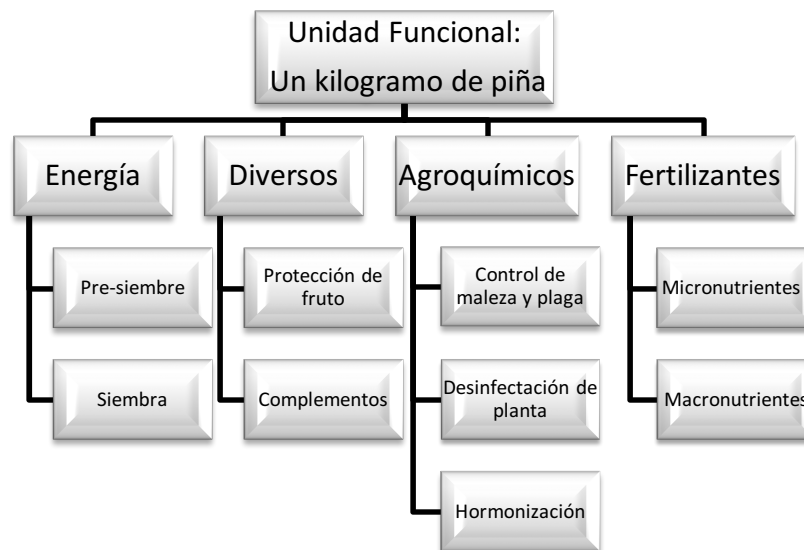 Unidad Funcional:
Un kilogramo de piña
Energía
Diversos
Agroquímicos
Fertilizantes
Pre-siembre
Protección de
fruto
Control de
maleza y plaga
Micronutrientes
Siembra
Complementos
Desinfectación de
planta
Macronutrientes
Hormonización